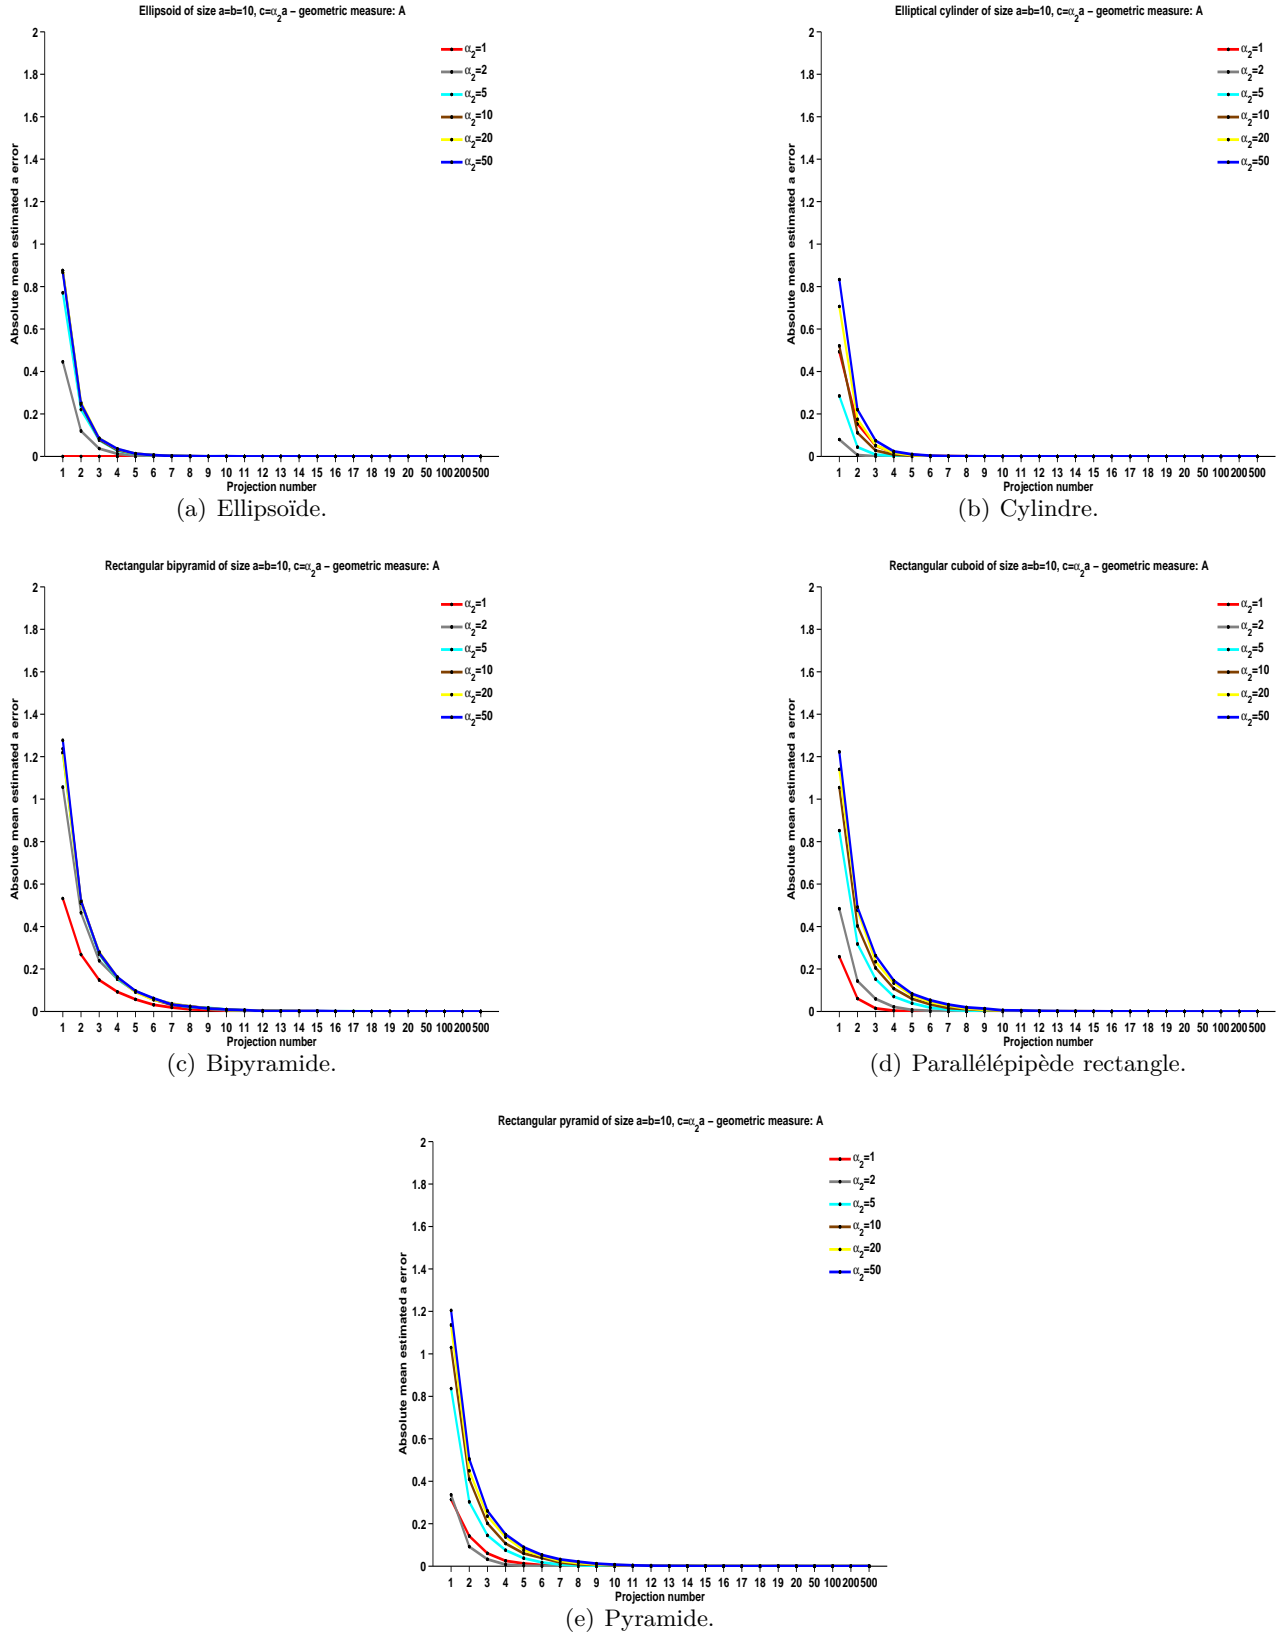 Ellipsoid of size a=b=10, c=α₂a – geometric measure: A
2
1.8
1.6
1.4
1.2
1
0.8
0.6
0.4
0.2
0
Absolute mean estimated a error
α₂=1
α₂=2
α₂=5
α₂=10
α₂=20
α₂=50
1 2 3 4 5 6 7 8 9 10 11 12 13 14 15 16 17 18 19 20 50 100 200 500
Projection number
(a) Ellipsoïde.
Elliptical cylinder of size a=b=10, c=α₂a – geometric measure: A
2
1.8
1.6
1.4
1.2
1
0.8
0.6
0.4
0.2
0
Absolute mean estimated a error
α₂=1
α₂=2
α₂=5
α₂=10
α₂=20
α₂=50
1 2 3 4 5 6 7 8 9 10 11 12 13 14 15 16 17 18 19 20 50 100 200 500
Projection number
(b) Cylindre.
Rectangular bipyramid of size a=b=10, c=α₂a – geometric measure: A
2
1.8
1.6
1.4
1.2
1
0.8
0.6
0.4
0.2
0
Absolute mean estimated a error
α₂=1
α₂=2
α₂=5
α₂=10
α₂=20
α₂=50
1 2 3 4 5 6 7 8 9 10 11 12 13 14 15 16 17 18 19 20 50 100 200 500
Projection number
(c) Bipyramide.
Rectangular cuboid of size a=b=10, c=α₂a – geometric measure: A
2
1.8
1.6
1.4
1.2
1
0.8
0.6
0.4
0.2
0
Absolute mean estimated a error
α₂=1
α₂=2
α₂=5
α₂=10
α₂=20
α₂=50
1 2 3 4 5 6 7 8 9 10 11 12 13 14 15 16 17 18 19 20 50 100 200 500
Projection number
(d) Parallélépipède rectangle.
Rectangular pyramid of size a=b=10, c=α₂a – geometric measure: A
2
1.8
1.6
1.4
1.2
1
0.8
0.6
0.4
0.2
0
Absolute mean estimated a error
α₂=1
α₂=2
α₂=5
α₂=10
α₂=20
α₂=50
1 2 3 4 5 6 7 8 9 10 11 12 13 14 15 16 17 18 19 20 50 100 200 500
Projection number
(e) Pyramide.